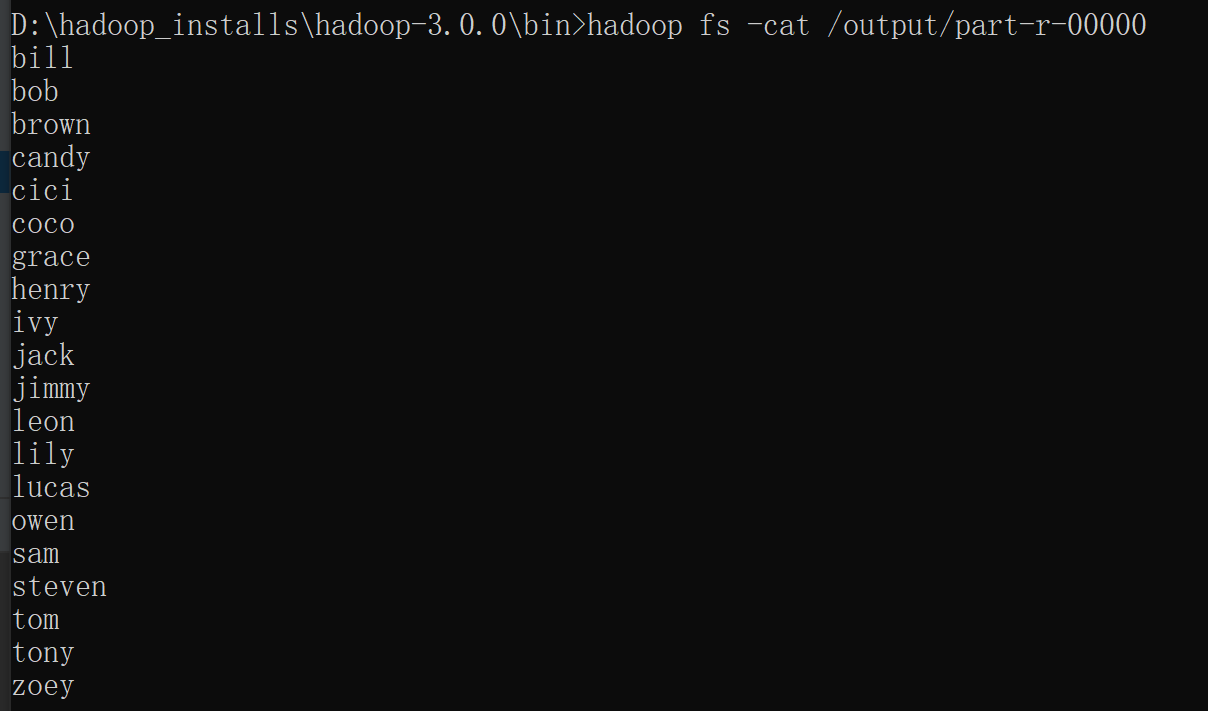 D:\hadoop_installs\hadoop-3.0.0\bin>hadoop fs -cat /output/part-r-00000
bill
bob
brown
candy
cici
coco
grace
henry
ivy
jack
jimmy
leon
lily
lucas
owen
sam
steven
tom
tony
zoey